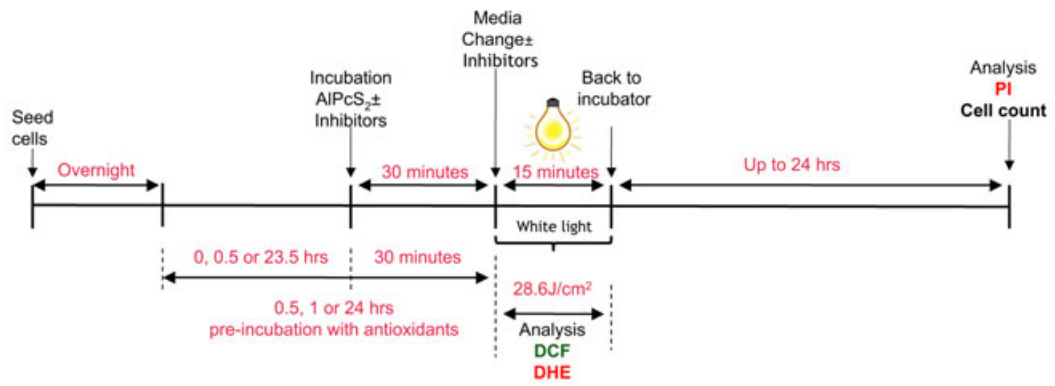 Seed
cells
Overnight
Incubation
AlPcS₂±
Inhibitors
30 minutes
Media
Change±
Inhibitors
15 minutes
White light
Back to
incubator
Up to 24 hrs
Analysis
PI
Cell count
0, 0.5 or 23.5 hrs
30 minutes
0.5, 1 or 24 hrs
pre-incubation with antioxidants
28.6J/cm²
Analysis
DCF
DHE